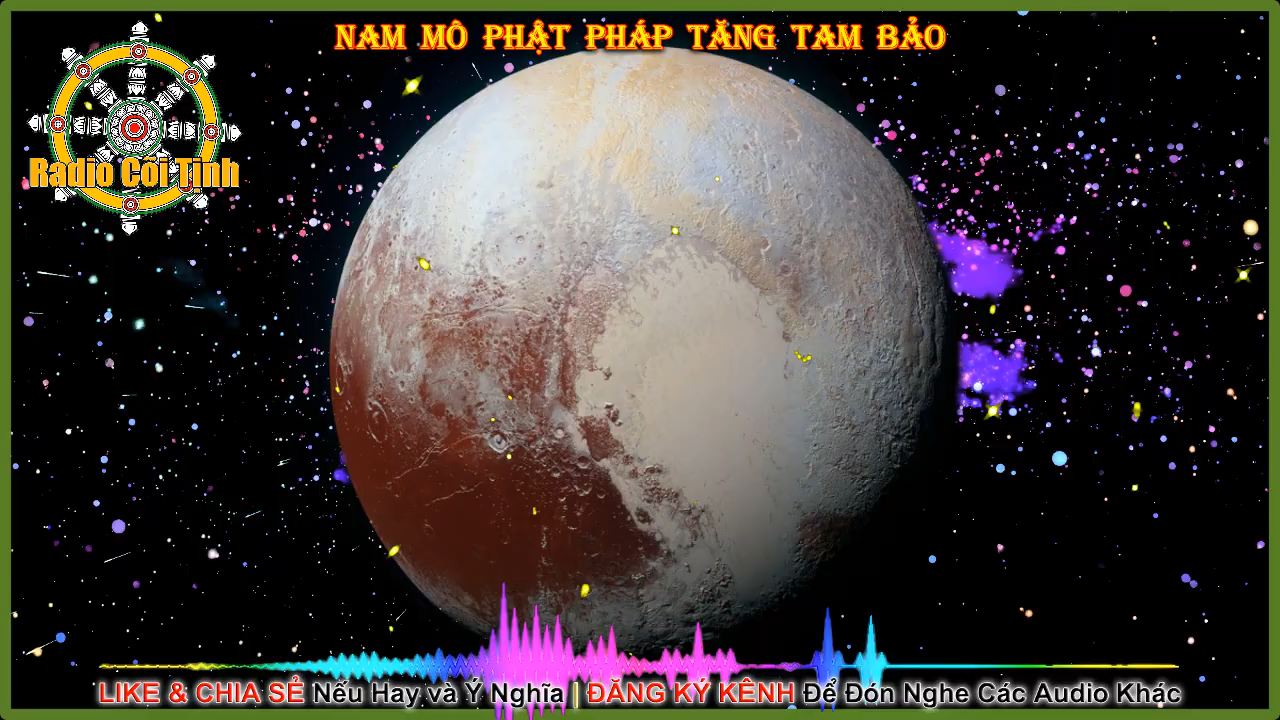 NAM MÔ PHẬT PHÁP TĂNG TAM BẢO
Radio Cõi Tịnh
LIKE & CHIA SẺ Nếu Hay và Ý Nghĩa | ĐĂNG KÝ KÊNH Để Đón Nghe Các Audio Khác